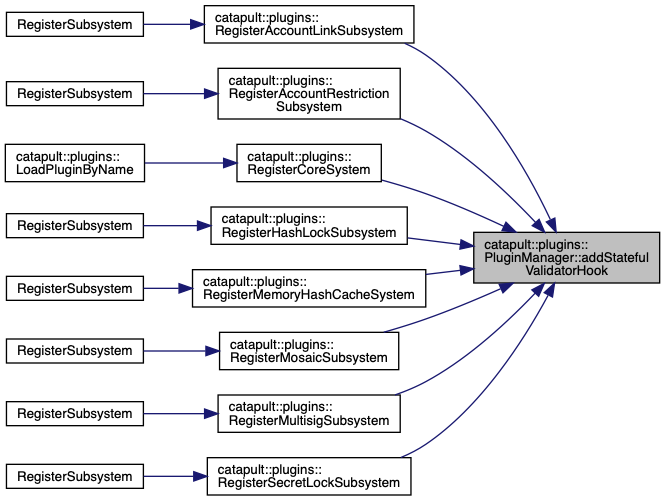 RegisterSubsystem
catapult::plugins::
RegisterAccountLinkSubsystem
RegisterSubsystem
catapult::plugins::
RegisterAccountRestriction
Subsystem
catapult::plugins::
LoadPluginByName
catapult::plugins::
RegisterCoreSystem
RegisterSubsystem
catapult::plugins::
RegisterHashLockSubsystem
catapult::plugins::
PluginManager::addStateful
ValidatorHook
RegisterSubsystem
catapult::plugins::
RegisterMemoryHashCacheSystem
RegisterSubsystem
catapult::plugins::
RegisterMosaicSubsystem
RegisterSubsystem
catapult::plugins::
RegisterMultisigSubsystem
RegisterSubsystem
catapult::plugins::
RegisterSecretLockSubsystem